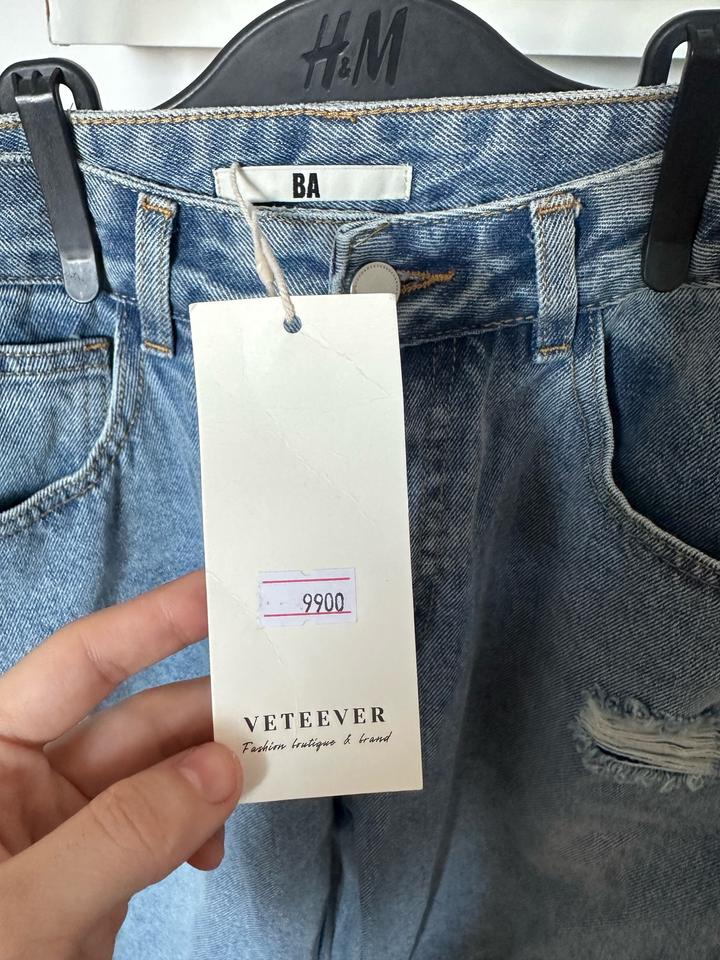 H&M
BA
9900
VETEEVER
Fashion boutique & brand